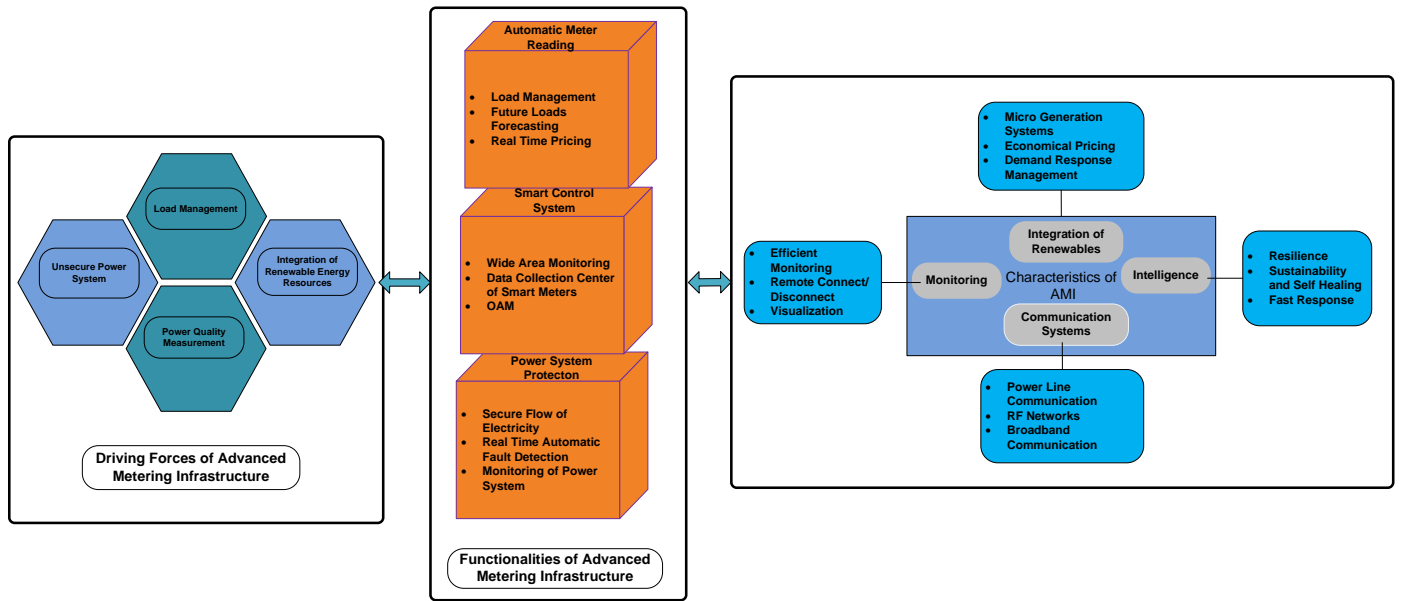 Load Management
Unsecure Power
System
Integration of
Renewable Energy
Resources
Power Quality
Measurement
Driving Forces of Advanced
Metering Infrastructure
Automatic Meter
Reading
• Load Management
• Future Loads
Forecasting
• Real Time Pricing
Smart Control
System
• Wide Area Monitoring
• Data Collection Center
of Smart Meters
• OAM
Power System
Protecton
• Secure Flow of
Electricity
• Real Time Automatic
Fault Detection
• Monitoring of Power
System
Functionalities of Advanced
Metering Infrastructure
• Micro Generation
Systems
• Economical Pricing
• Demand Response
Management
• Efficient
Monitoring
• Remote Connect/
Disconnect
• Visualization
Integration of
Renewables
Monitoring
Characteristics of
AMI
Intelligence
Communication
Systems
• Resilience
• Sustainability
and Self Healing
• Fast Response
• Power Line
Communication
• RF Networks
• Broadband
Communication